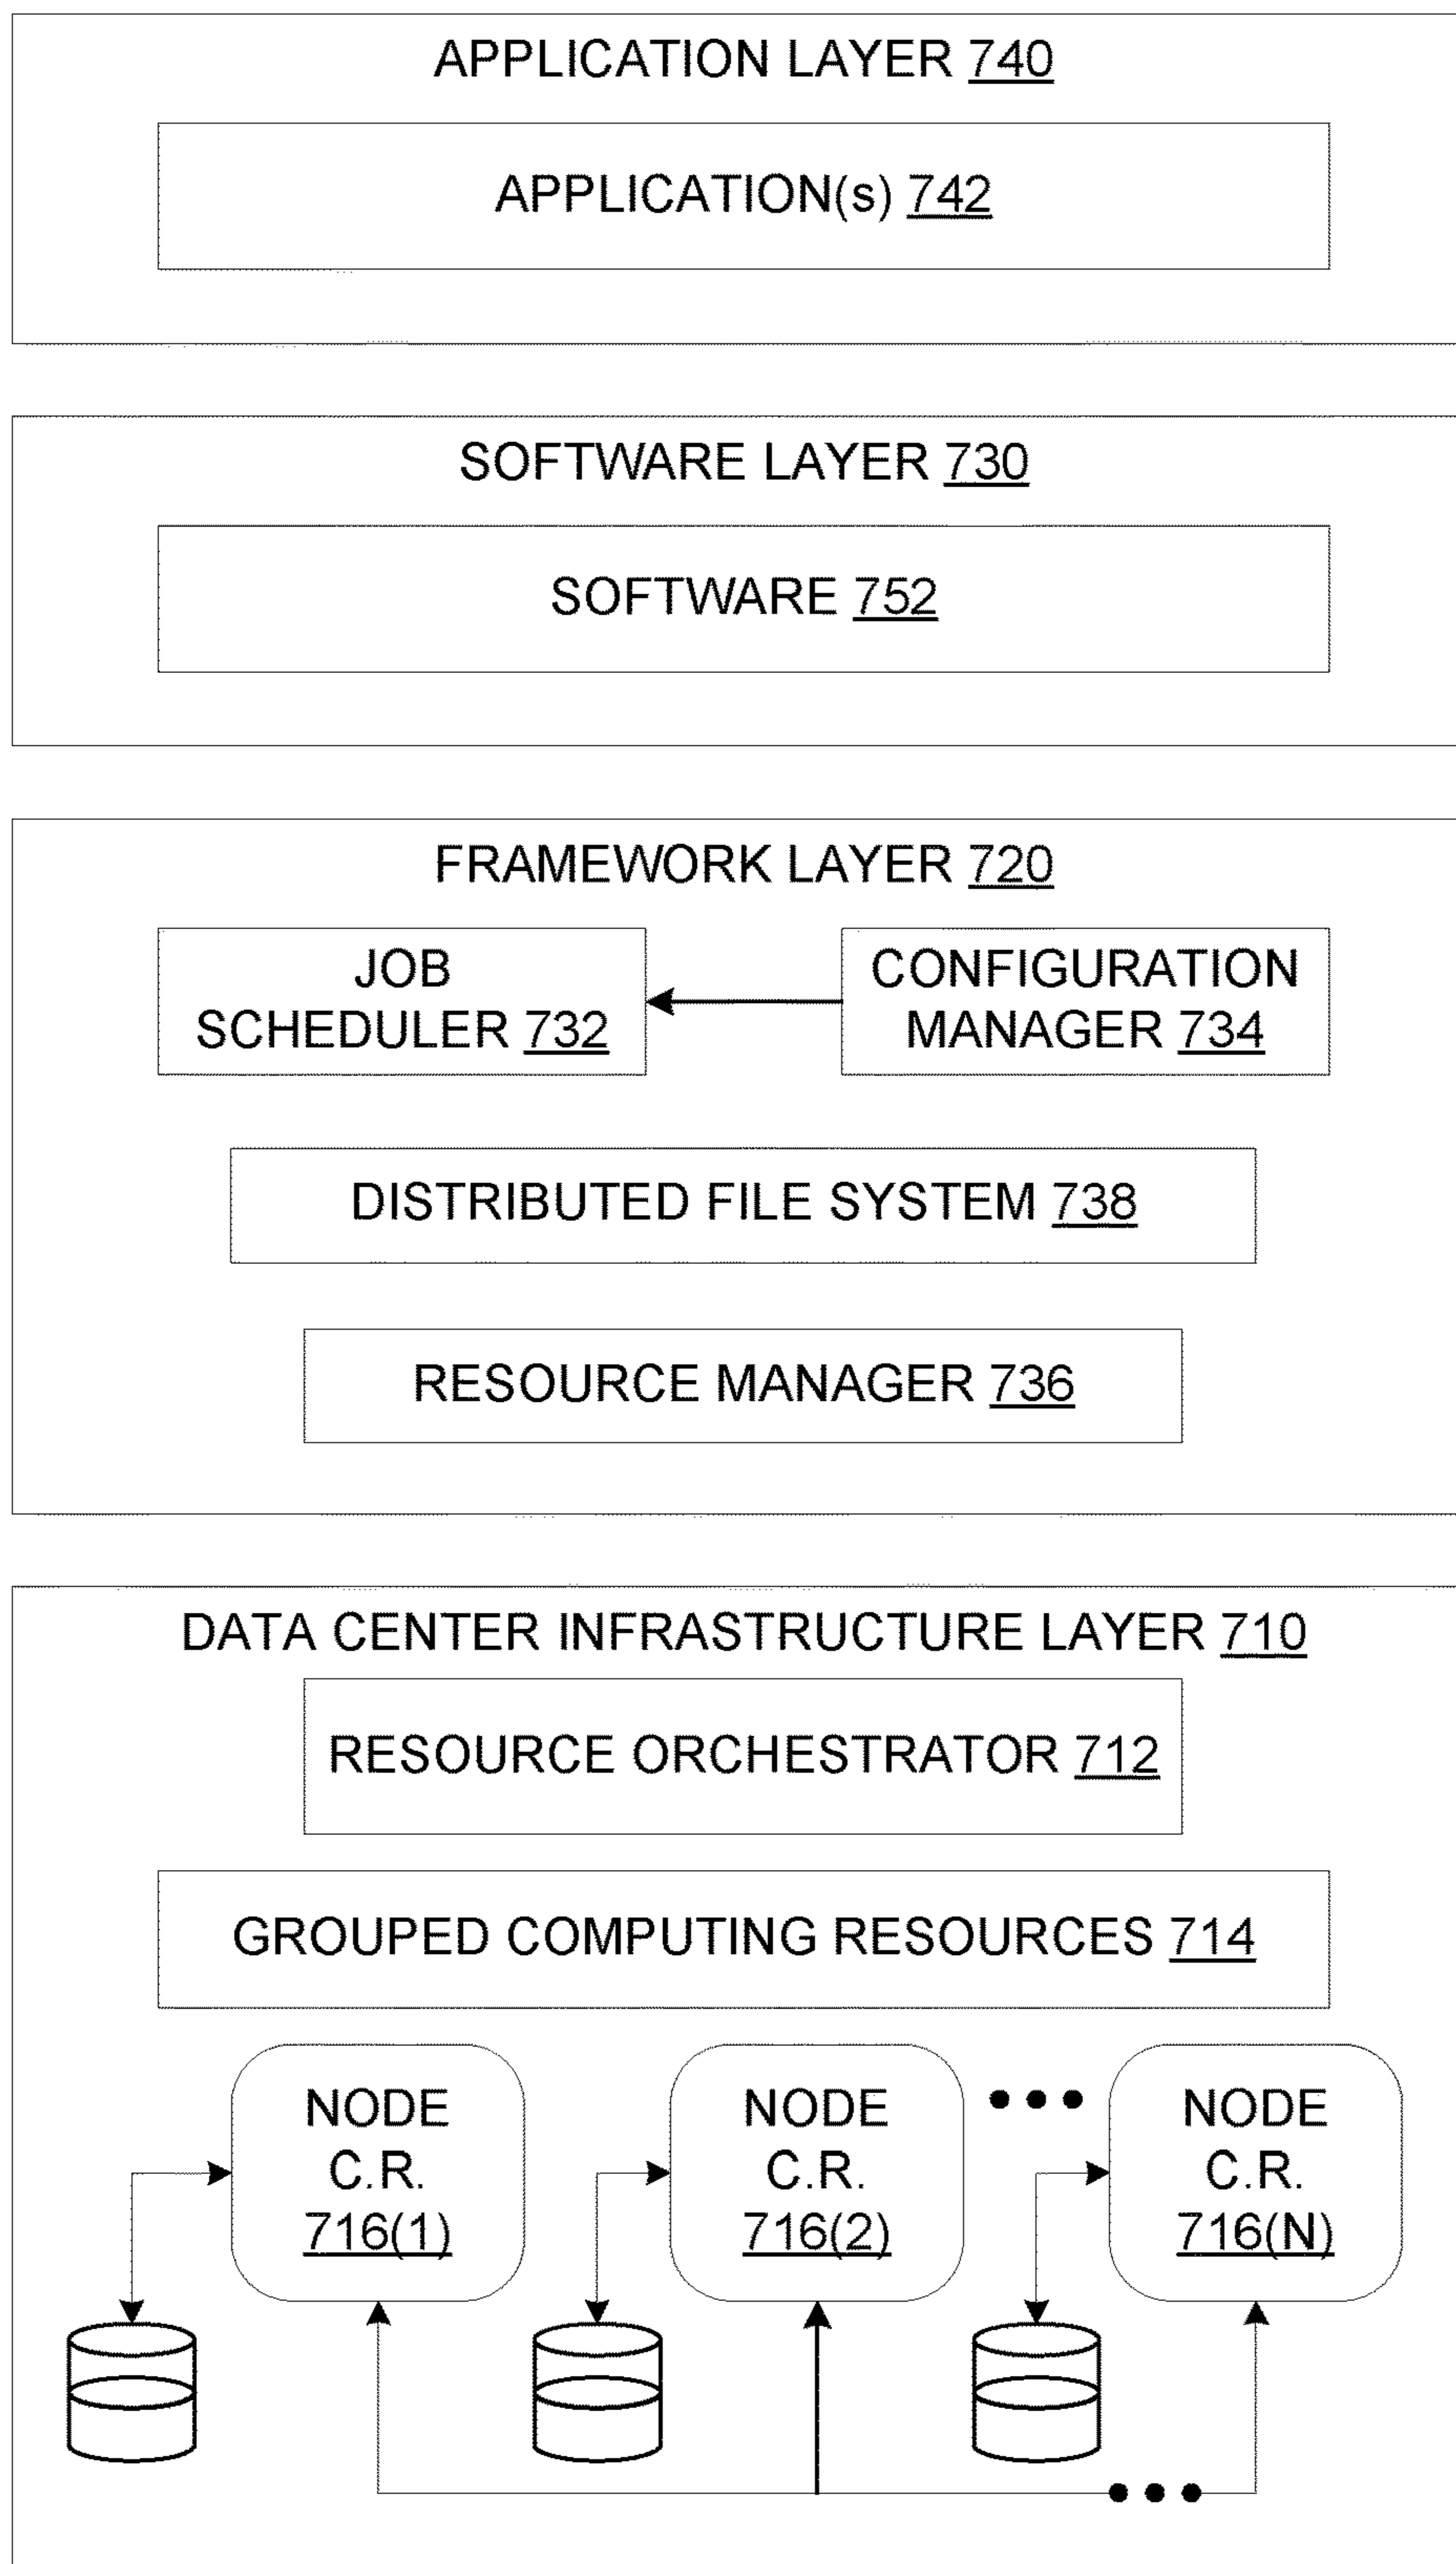 APPLICATION LAYER 740
APPLICATION(s) 742
SOFTWARE LAYER 730
SOFTWARE 752
FRAMEWORK LAYER 720
JOB
SCHEDULER 732
CONFIGURATION
MANAGER 734
DISTRIBUTED FILE SYSTEM 738
RESOURCE MANAGER 736
DATA CENTER INFRASTRUCTURE LAYER 710
RESOURCE ORCHESTRATOR 712
GROUPED COMPUTING RESOURCES 714
NODE
C.R.
716(1)
NODE
C.R.
716(2)
NODE
C.R.
716(N)